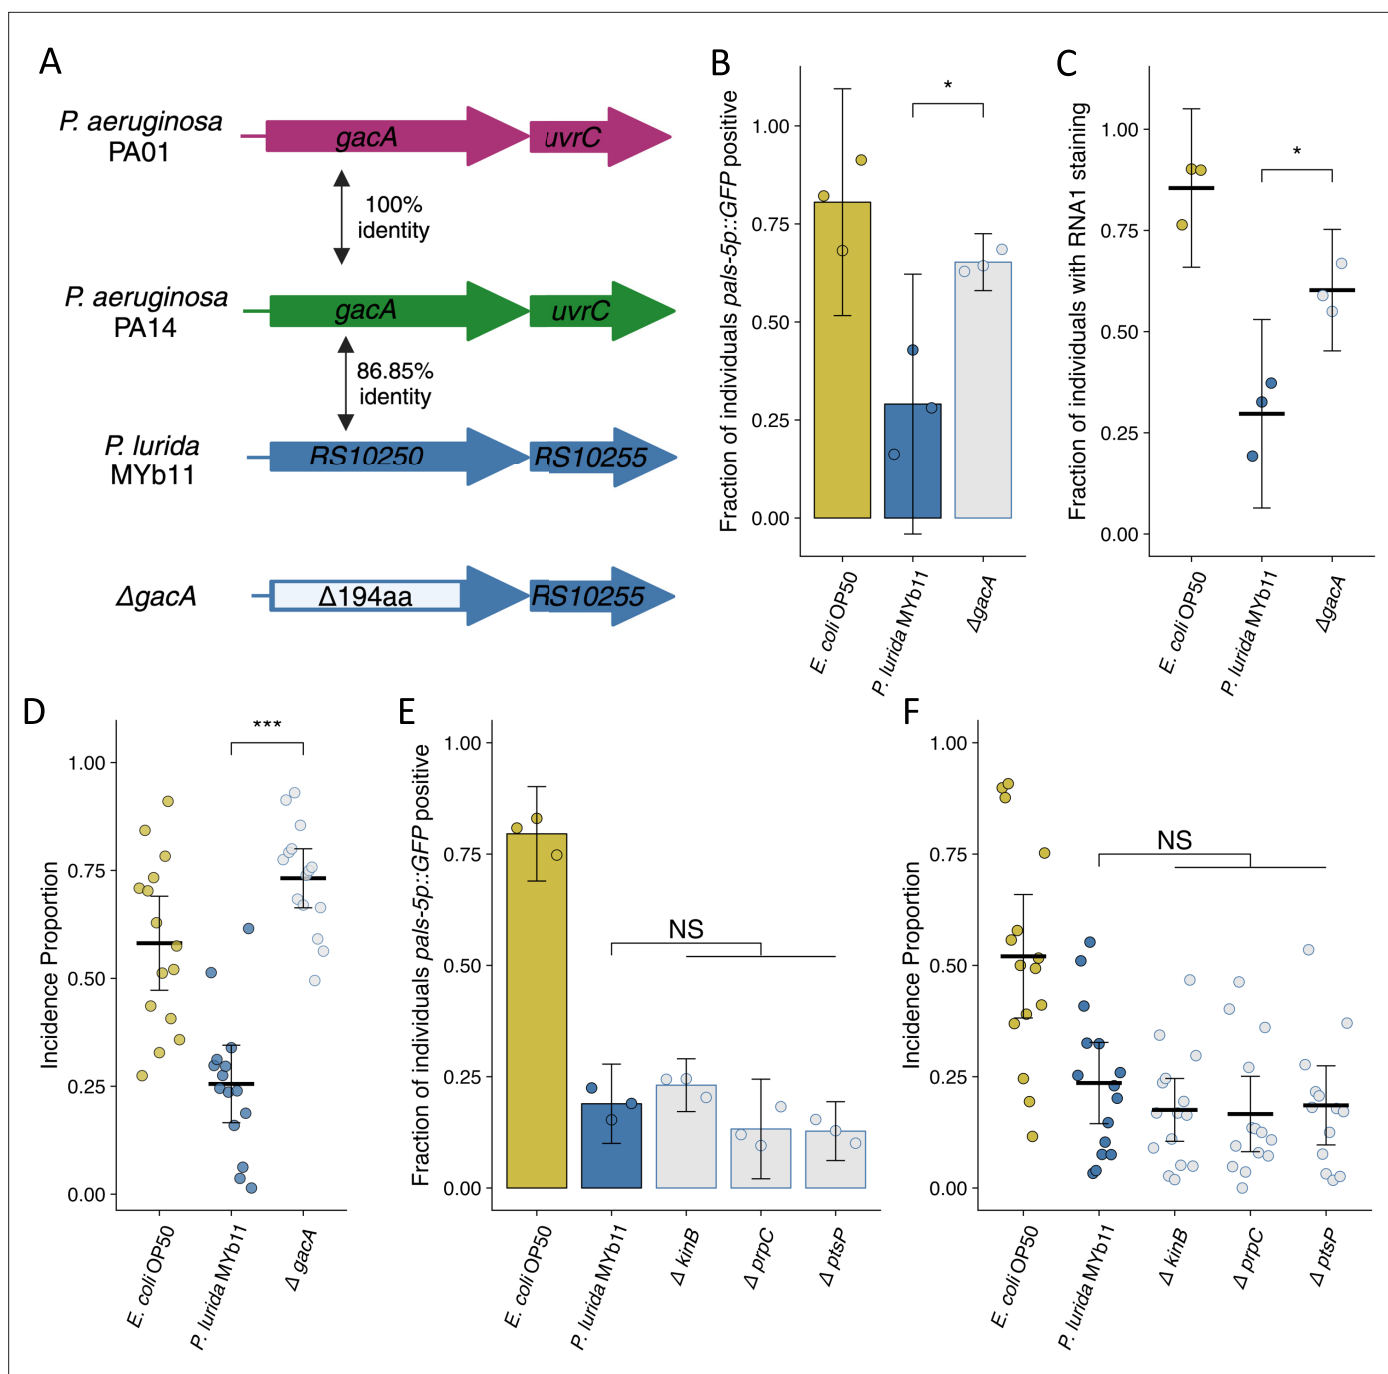 A
P. aeruginosa
PA01
gacA
uvrC
100%
identity
P. aeruginosa
PA14
gacA
uvrC
86.85%
identity
P. lurida
MYb11
RS10250
RS10255
ΔgacA
Δ194aa
RS10255
B
Fraction of individuals pals-5p::GFP positive
1.00
0.75
0.50
0.25
0.00
*
E. coli OP50
P. lurida MYb11
ΔgacA
C
Fraction of individuals with RNA1 staining
1.00
0.75
0.50
0.25
0.00
*
E. coli OP50
P. lurida MYb11
ΔgacA
D
Incidence Proportion
1.00
0.75
0.50
0.25
0.00
***
E. coli OP50
P. lurida MYb11
Δ gacA
E
Fraction of individuals pals-5p::GFP positive
1.00
0.75
0.50
0.25
0.00
NS
E. coli OP50
P. lurida MYb11
Δ kinB
Δ prpC
Δ ptsP
F
Incidence Proportion
1.00
0.75
0.50
0.25
0.00
NS
E. coli OP50
P. lurida MYb11
Δ kinB
Δ prpC
Δ ptsP